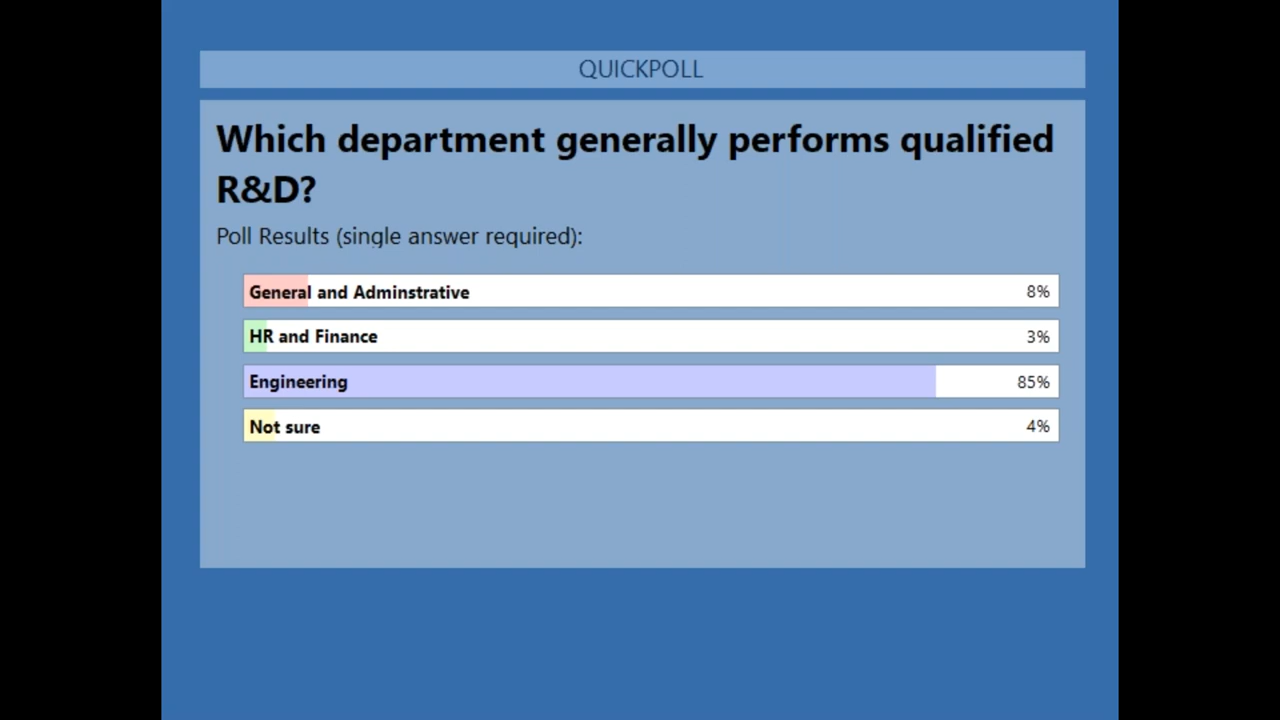 QUICKPOLL
Which department generally performs qualified
R&D?
Poll Results (single answer required):
General and Adminstrative 8%
HR and Finance 3%
Engineering 85%
Not sure 4%